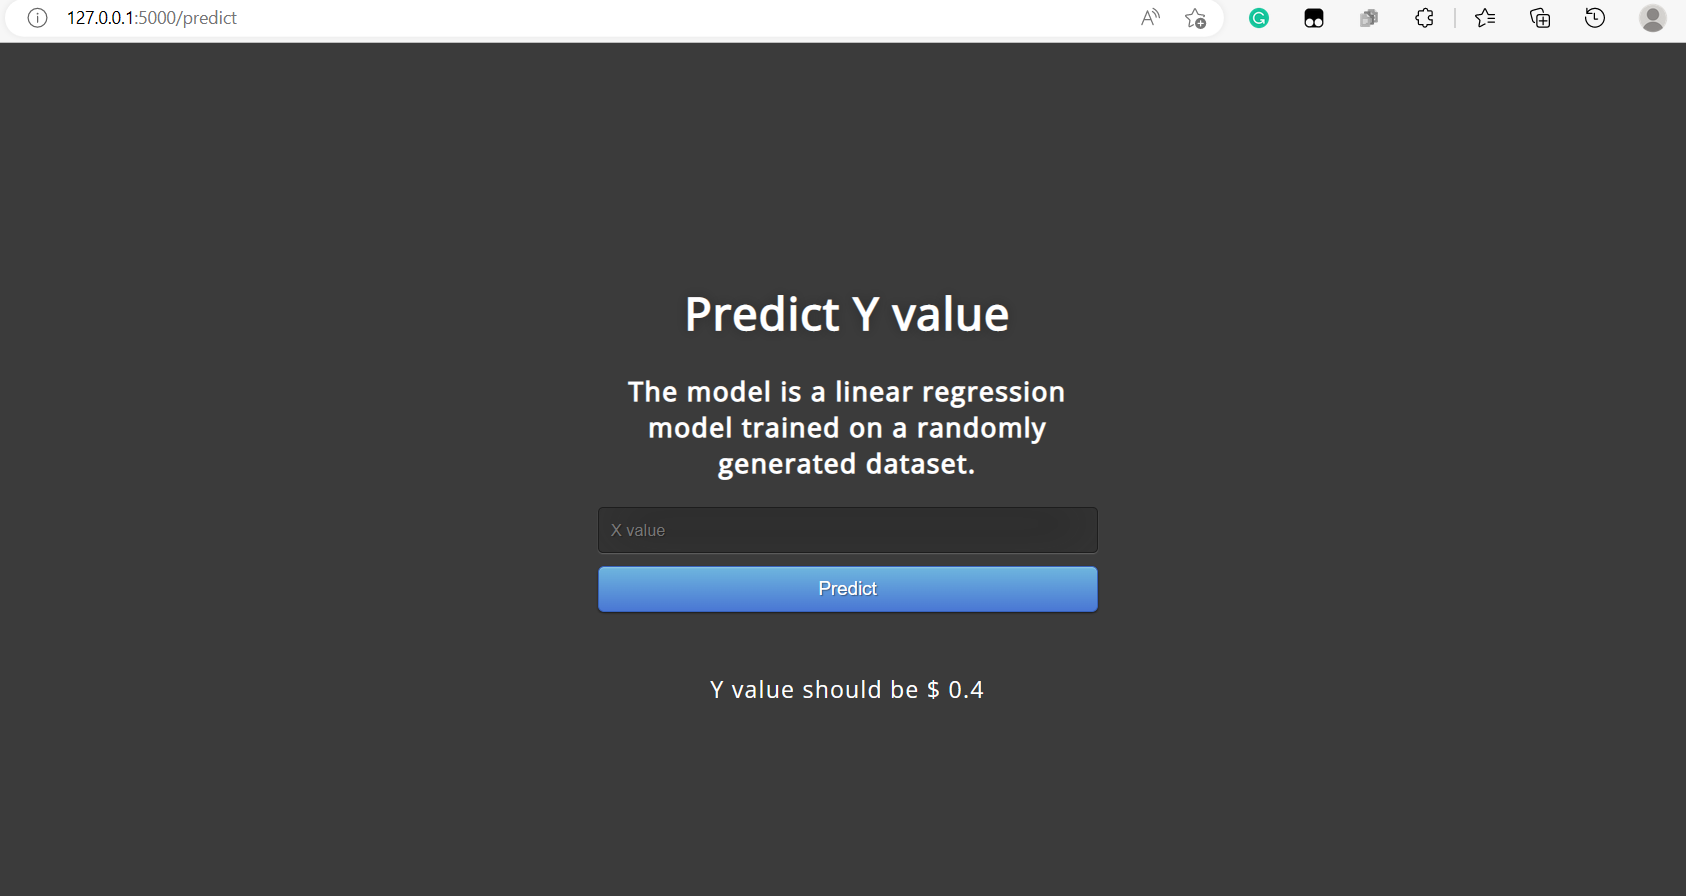 127.0.0.1:5000/predict
Predict Y value
The model is a linear regression
model trained on a randomly
generated dataset.
X value
Predict
Y value should be $ 0.4